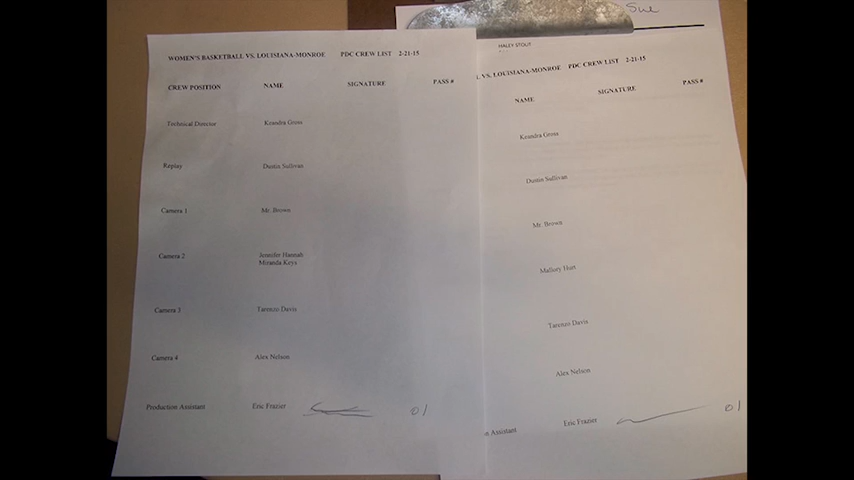 Sue
HALEY STOUT
WOMEN'S BASKETBALL VS. LOUISIANA-MONROE PDC CREW LIST 2-21-15
CREW POSITION NAME SIGNATURE PASS #
Technical Director Keandra Gross
Replay Dustin Sullivan
Camera 1 Mr. Brown
Camera 2 Jennifer Hannah
Miranda Keys
Camera 3 Tarenzo Davis
Camera 4 Alex Nelson
Production Assistant Eric Frazier 01
L VS. LOUISIANA-MONROE PDC CREW LIST 2-21-15
NAME SIGNATURE PASS #
Keandra Gross
Dustin Sullivan
Mr. Brown
Mallory Hurt
Tarenzo Davis
Alex Nelson
n Assistant Eric Frazier 01